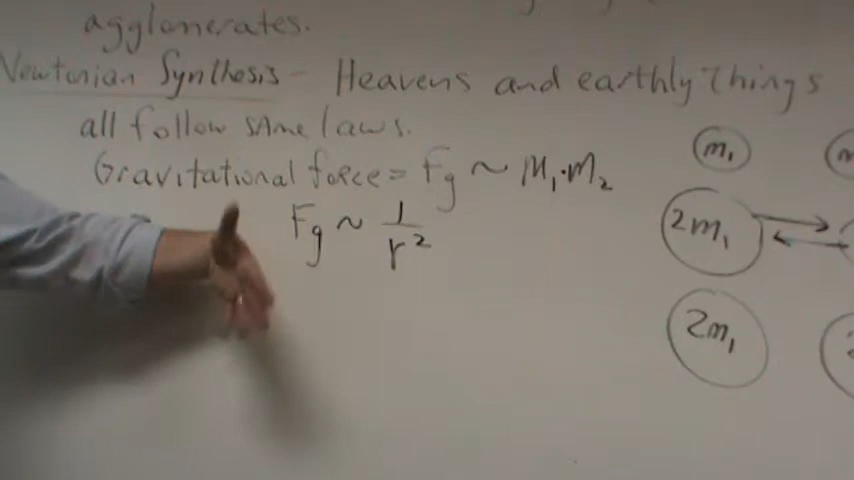 agglomerates.
Newtonian Synthesis - Heavens and earthly things
all follow same laws.
Gravitational force = Fg ~ M₁·M₂
Fg ~ 1/r²
m₁
2m₁
2m₁